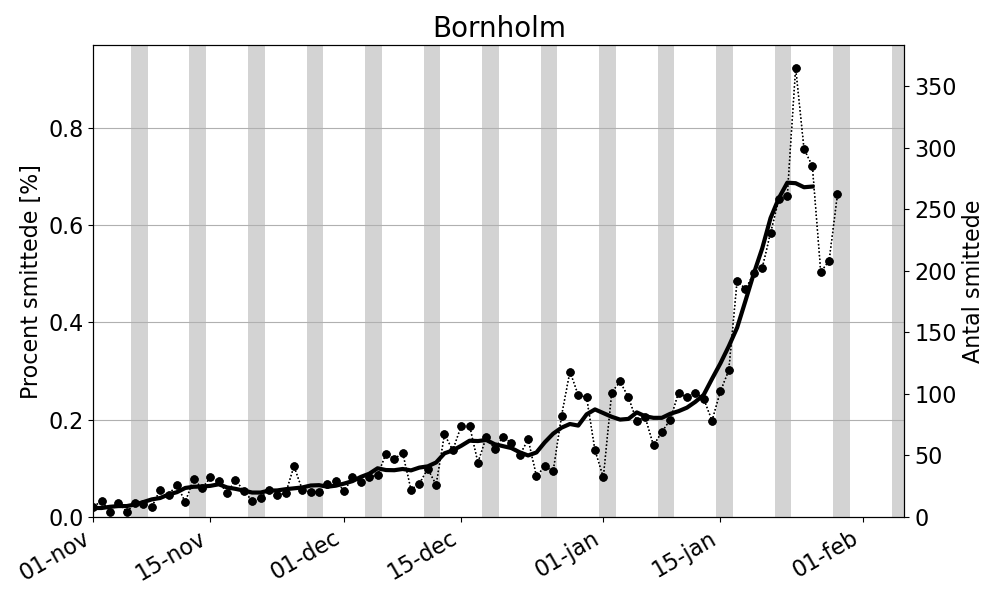 Bornholm
Procent smittede [%]
0.8
0.6
0.4
0.2
0.0
350
300
250
200
150
100
50
0
Antal smittede
01-nov
15-nov
01-dec
15-dec
01-jan
15-jan
01-feb